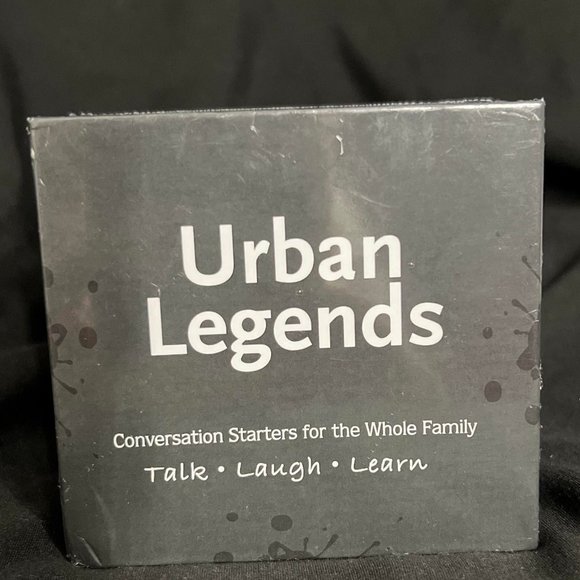 Urban
Legends
Conversation Starters for the Whole Family
Talk • Laugh • Learn